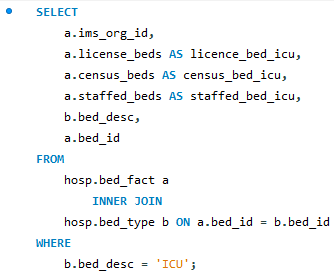 SELECT
a.ims_org_id,
a.license_beds AS licence_bed_icu,
a.census_beds AS census_bed_icu,
a.staffed_beds AS staffed_bed_icu,
b.bed_desc,
a.bed_id
FROM
hosp.bed_fact a
INNER JOIN
hosp.bed_type b ON a.bed_id = b.bed_id
WHERE
b.bed_desc = 'ICU';